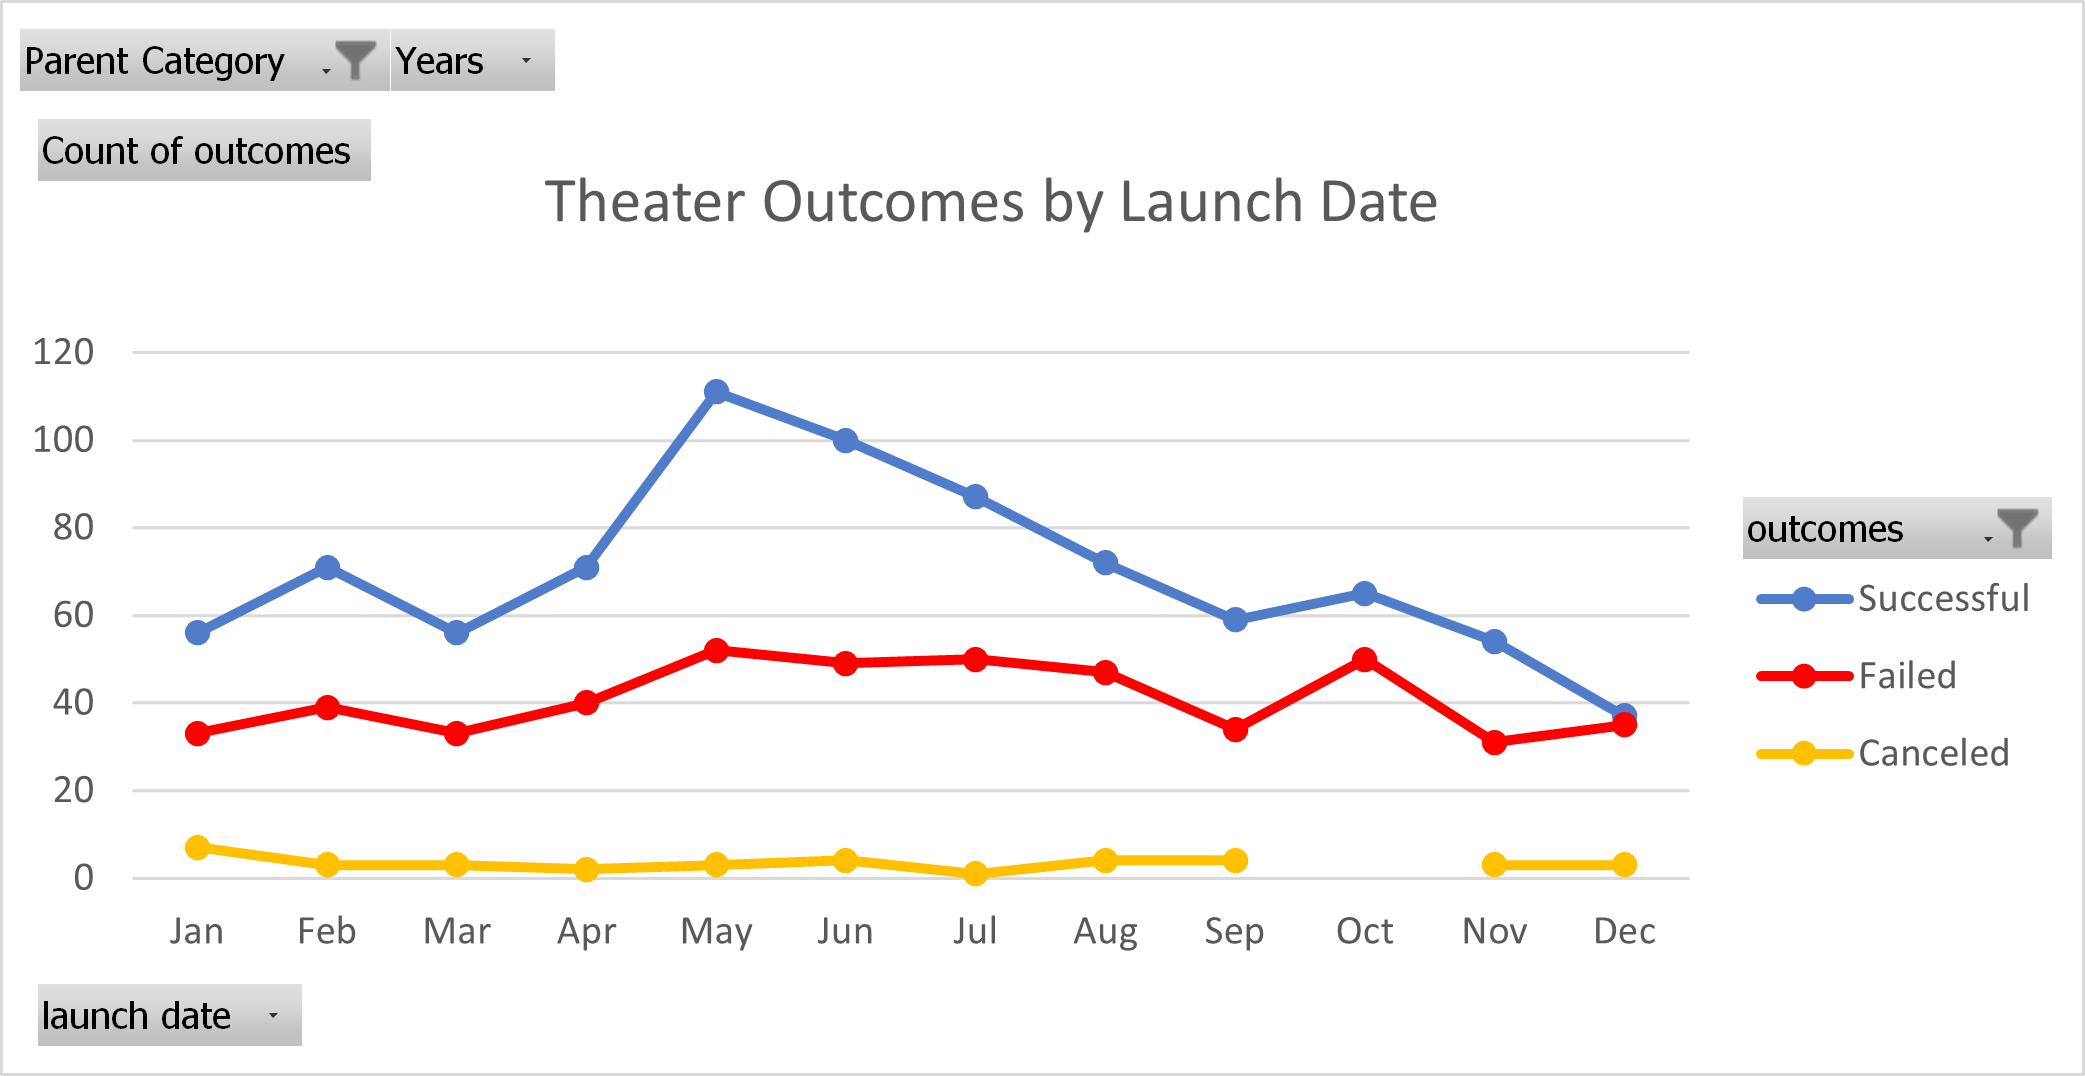 Parent Category Years
Count of outcomes
Theater Outcomes by Launch Date
120
100
80
60
40
20
0
Jan Feb Mar Apr May Jun Jul Aug Sep Oct Nov Dec
outcomes
Successful
Failed
Canceled
launch date